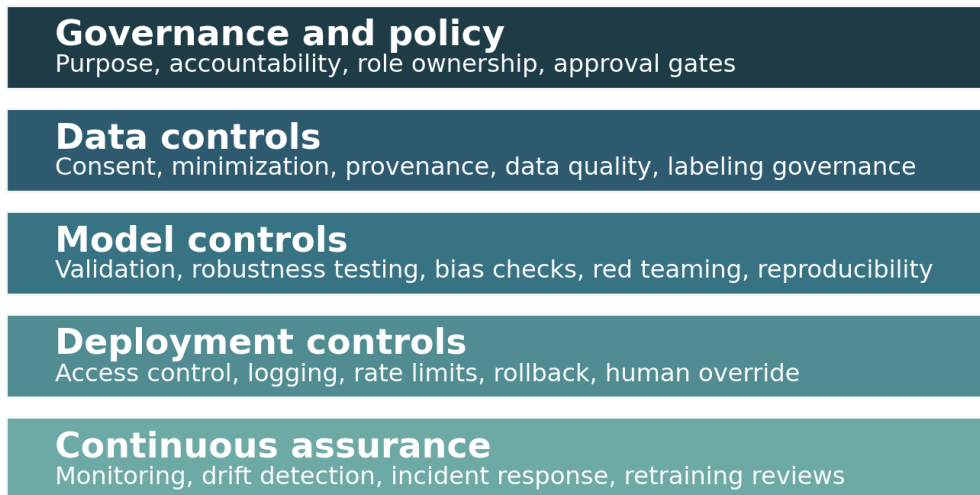 Governance and policy
Purpose, accountability, role ownership, approval gates
Data controls
Consent, minimization, provenance, data quality, labeling governance
Model controls
Validation, robustness testing, bias checks, red teaming, reproducibility
Deployment controls
Access control, logging, rate limits, rollback, human override
Continuous assurance
Monitoring, drift detection, incident response, retraining reviews